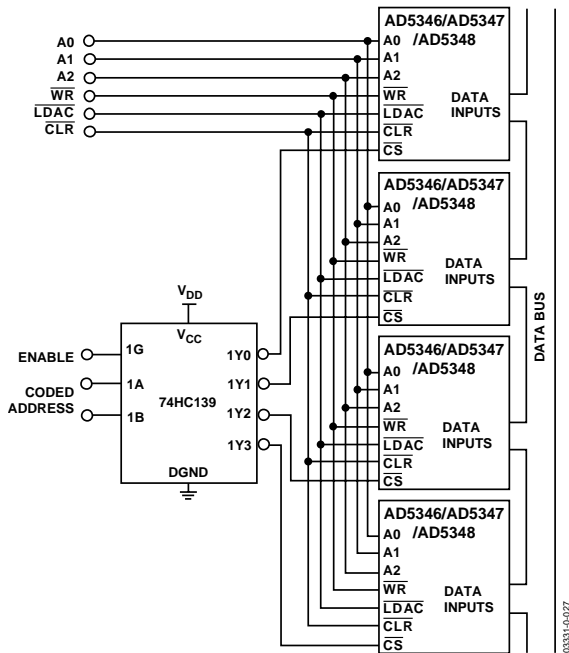 A0
A1
A2
WR
LDAC
CLR
AD5346/AD5347
/AD5348
A0
A1
A2
WR
LDAC
CLR
CS
DATA
INPUTS
AD5346/AD5347
/AD5348
A0
A1
A2
WR
LDAC
CLR
CS
DATA
INPUTS
VDD
VCC
ENABLE
CODED
ADDRESS
1G
1A
1B
74HC139
1Y0
1Y1
1Y2
1Y3
DGND
AD5346/AD5347
/AD5348
A0
A1
A2
WR
LDAC
CLR
CS
DATA
INPUTS
AD5346/AD5347
/AD5348
A0
A1
A2
WR
LDAC
CLR
CS
DATA
INPUTS
DATA BUS
03331-0-027